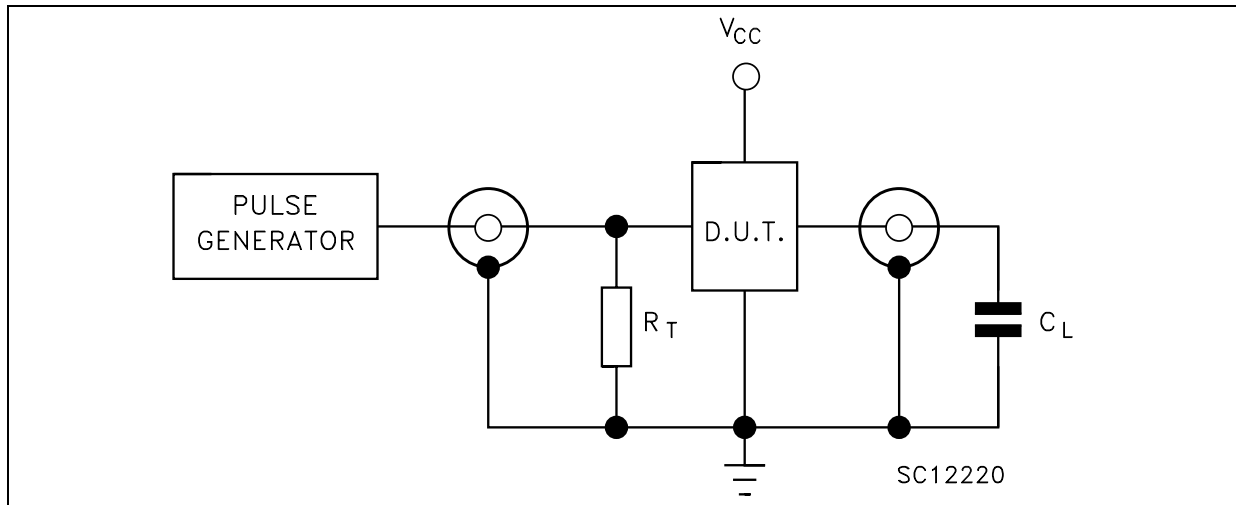 VCC
PULSE
GENERATOR
D.U.T.
RT
CL
SC12220